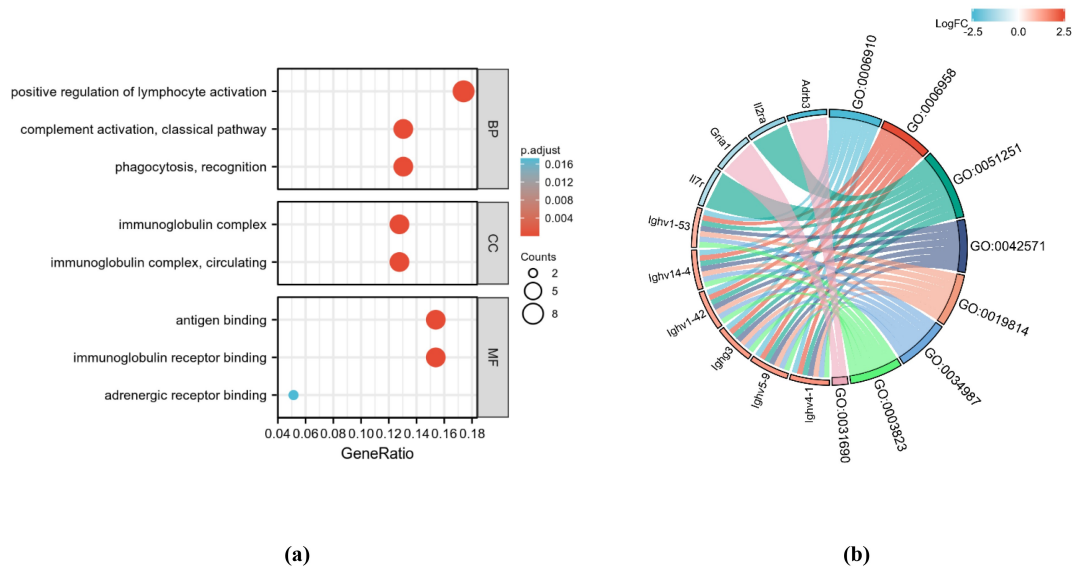 (a)
positive regulation of lymphocyte activation
complement activation, classical pathway
phagocytosis, recognition
BP
immunoglobulin complex
immunoglobulin complex, circulating
CC
antigen binding
immunoglobulin receptor binding
adrenergic receptor binding
MF
0.04 0.06 0.08 0.10 0.12 0.14 0.16 0.18
GeneRatio
p.adjust
0.016
0.012
0.008
0.004
Counts
2
5
8
(b)
LogFC
-2.5 0.0 2.5
GO:0006910
GO:0006958
GO:0051251
GO:0042571
GO:0019814
GO:0034987
GO:0003823
GO:0031690
Ighv4-1
Ighv5-9
Ighg3
Ighv1-42
Ighv14-4
Ighv1-53
Il7r
Gria1
Il2ra
Adrb3